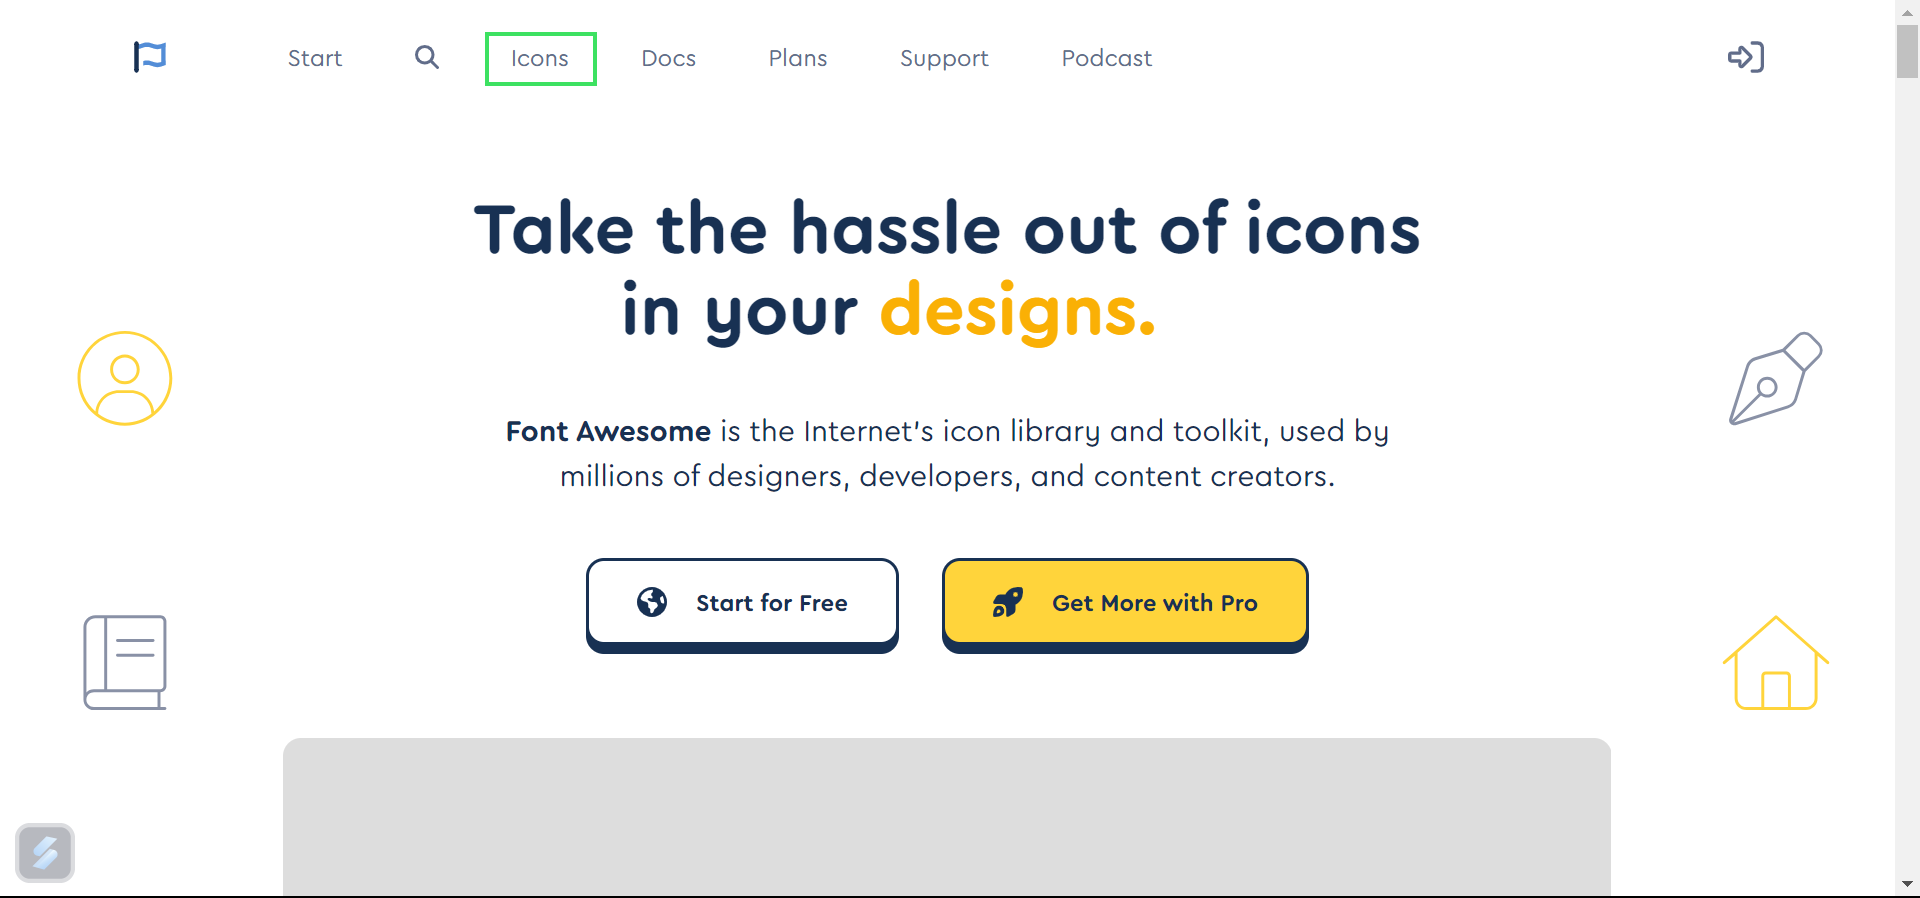 Start
Icons
Docs
Plans
Support
Podcast
Take the hassle out of icons
in your designs.
Font Awesome is the Internet's icon library and toolkit, used by
millions of designers, developers, and content creators.
Start for Free
Get More with Pro